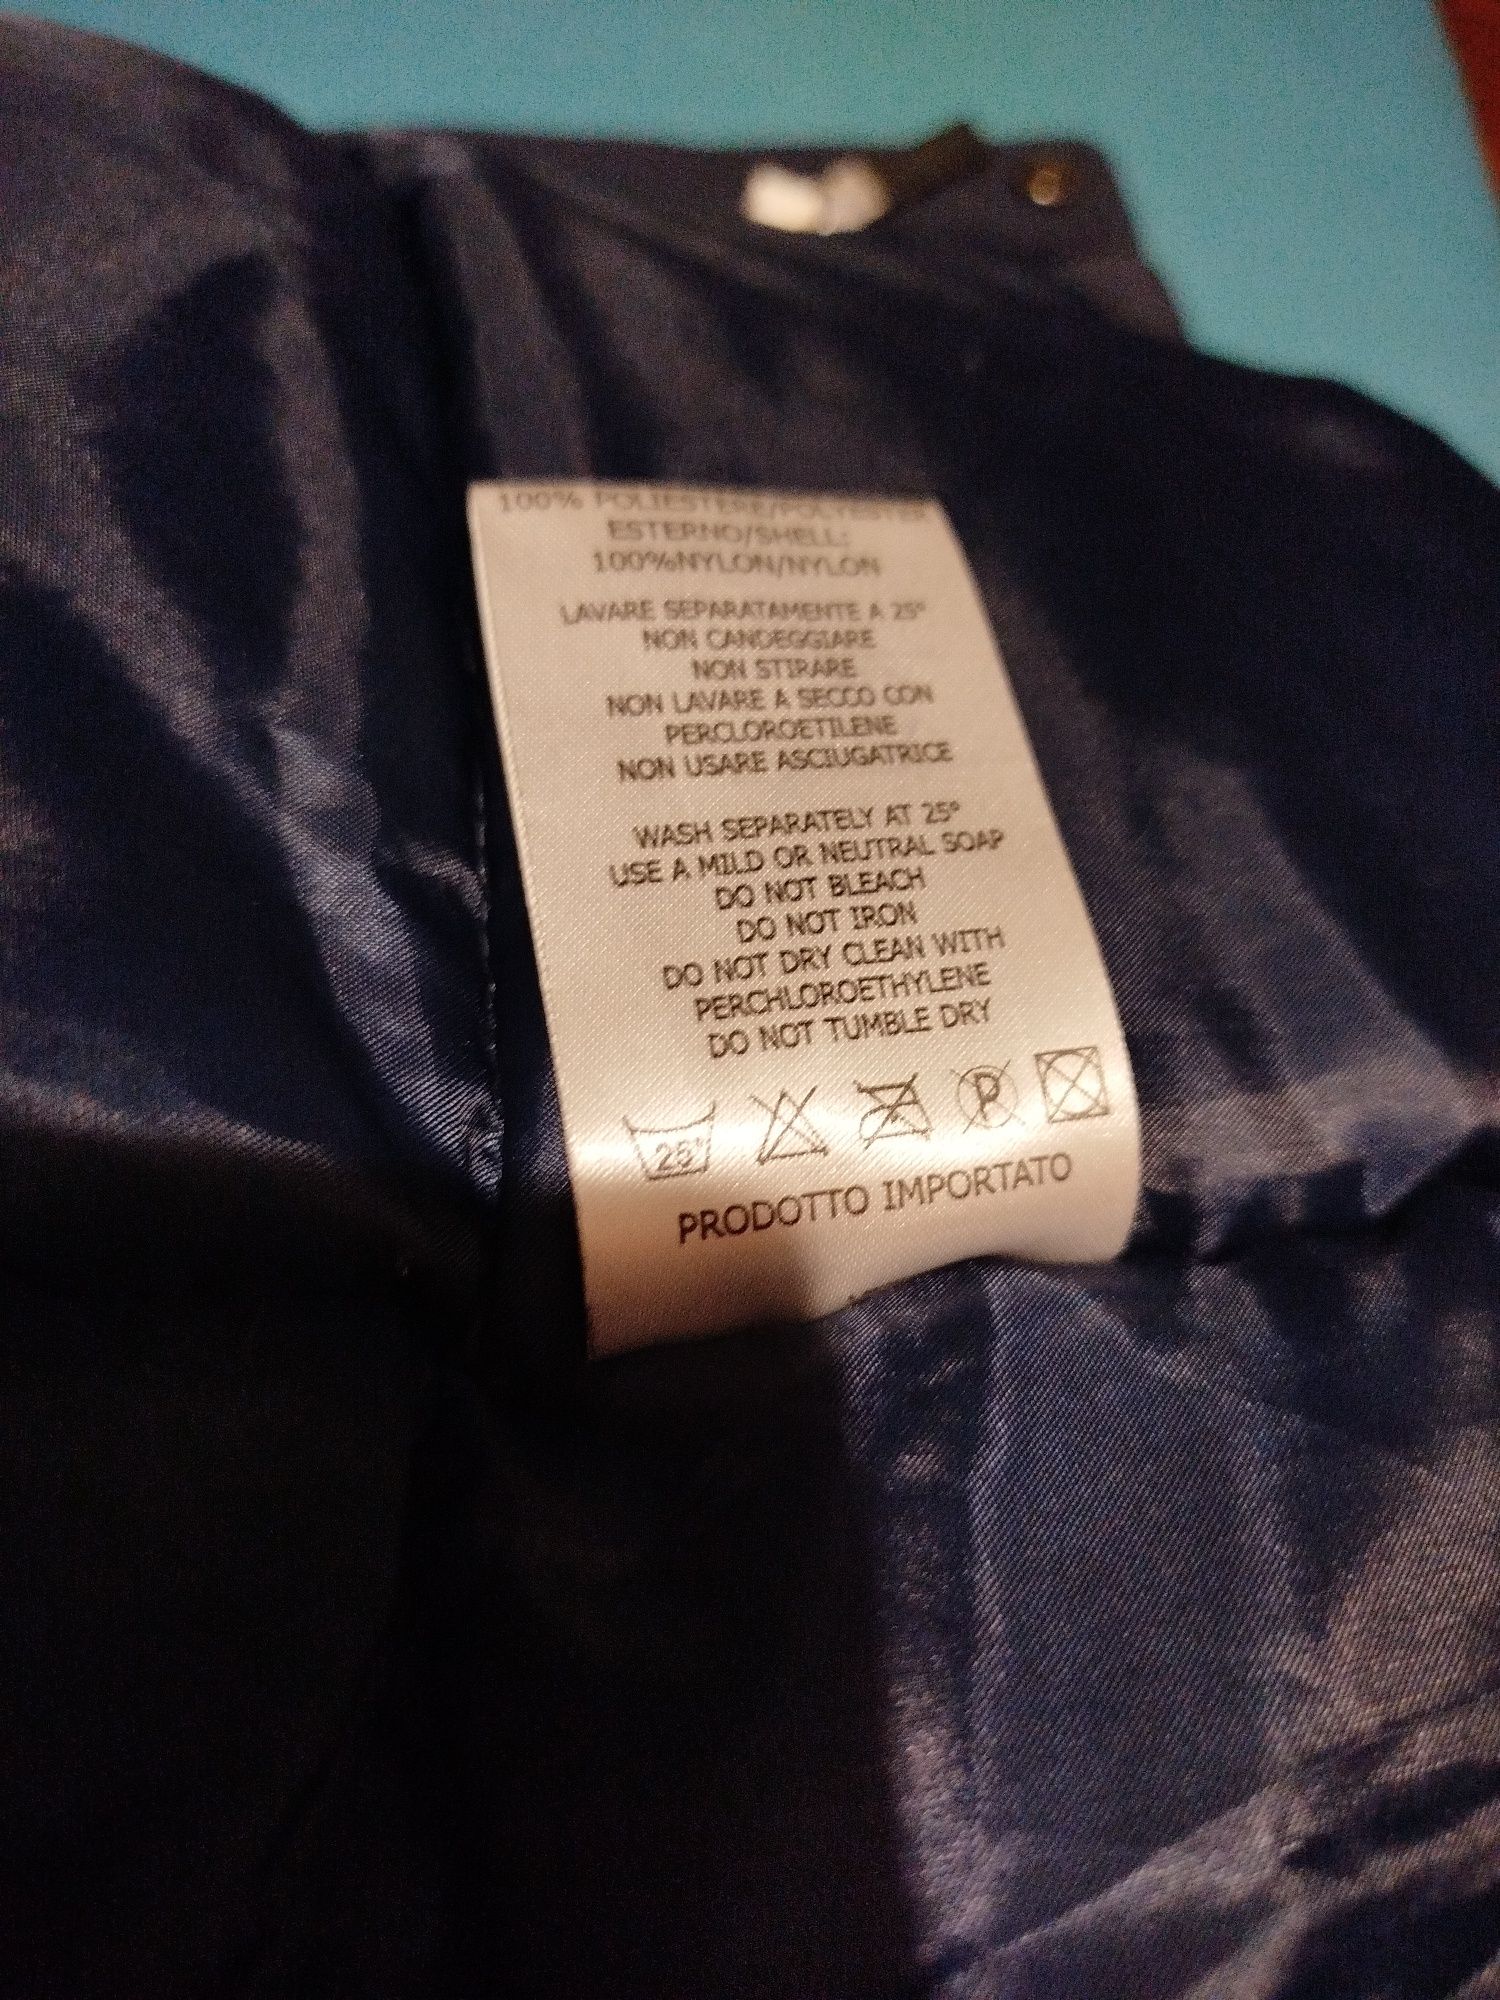 100% POLIESTERE/POLYESTER
ESTERNO/SHELL:
100%NYLON/NYLON
LAVARE SEPARATAMENTE A 25°
NON CANDEGGIARE
NON STIRARE
NON LAVARE A SECCO CON
PERCLOROETILENE
NON USARE ASCIUGATRICE
WASH SEPARATELY AT 25°
USE A MILD OR NEUTRAL SOAP
DO NOT BLEACH
DO NOT IRON
DO NOT DRY CLEAN WITH
PERCHLOROETHYLENE
DO NOT TUMBLE DRY
25° P
PRODOTTO IMPORTATO